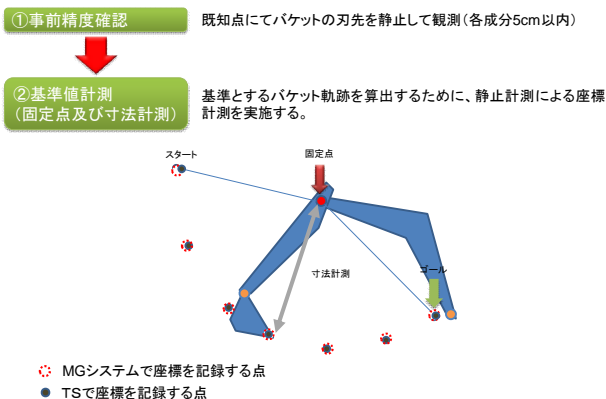 ①事前精度確認
既知点にてバケットの刃先を静止して観測(各成分5cm以内)
②基準値計測
(固定点及び寸法計測)
基準とするバケット軌跡を算出するために、静止計測による座標
計測を実施する。
スタート
固定点
寸法計測
ゴール
MGシステムで座標を記録する点
TSで座標を記録する点